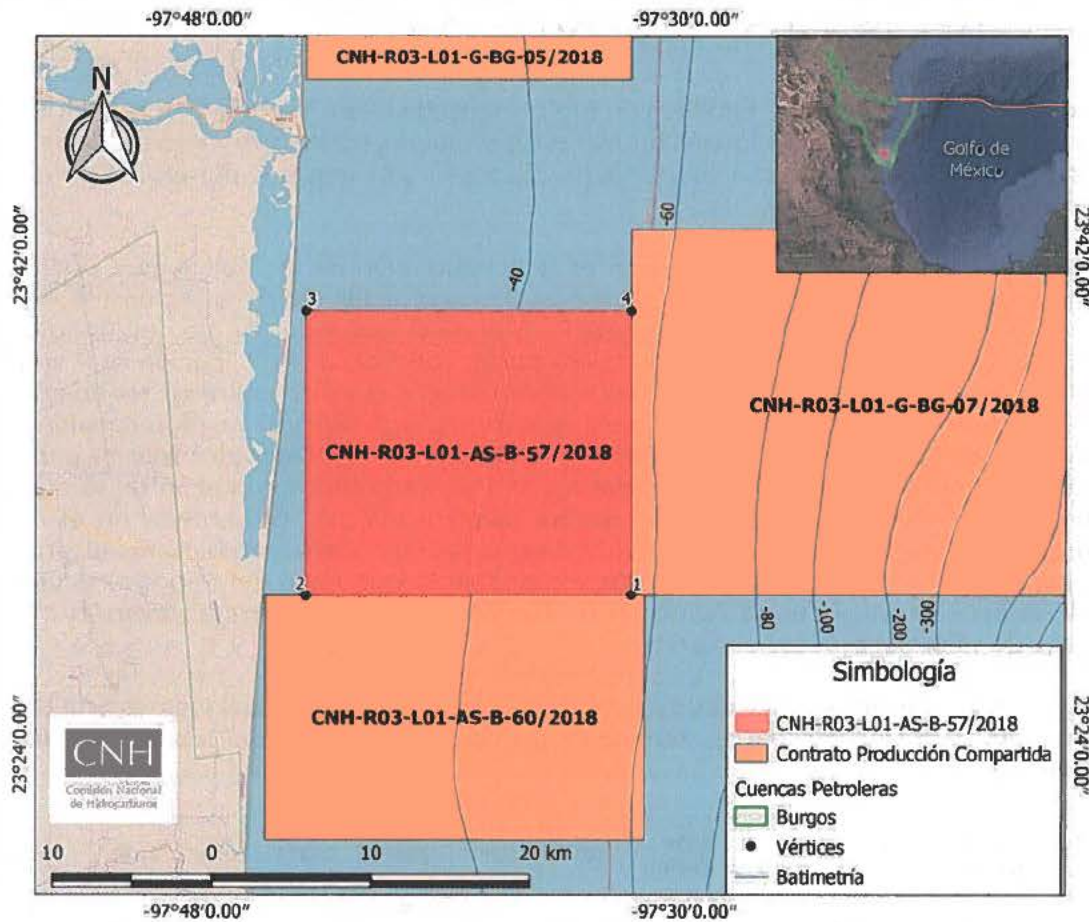 -97°48'0.00"
-97°30'0.00"
CNH-R03-L01-G-BG-05/2018
N
Golfo de
México
23°42'0.00"
23°42'0.00"
-60
-40
3
4
CNH-R03-L01-G-BG-07/2018
CNH-R03-L01-AS-B-57/2018
2
1
-80
-100
-200
-300
Simbología
CNH-R03-L01-AS-B-57/2018
Contrato Producción Compartida
Cuencas Petroleras
Burgos
Vértices
Batimetría
CNH-R03-L01-AS-B-60/2018
23°24'0.00"
23°24'0.00"
CNH
Comisión Nacional
de Hidrocarburos
10
0
10
20 km
-97°48'0.00"
-97°30'0.00"